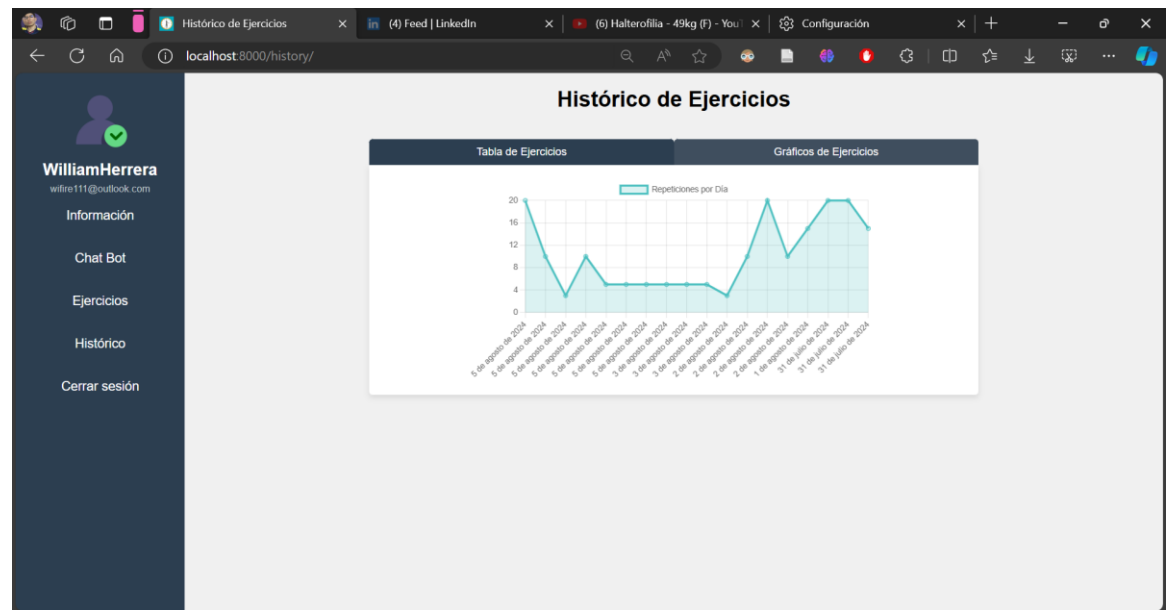 Histórico de Ejercicios
(4) Feed | LinkedIn
(6) Halterofilia - 49kg (F) - You
Configuración
localhost:8000/history/
WilliamHerrera
wifire111@outlook.com
Información
Chat Bot
Ejercicios
Histórico
Cerrar sesión
Histórico de Ejercicios
Tabla de Ejercicios
Gráficos de Ejercicios
Repeticiones por Día
20
16
12
8
4
0
5 de agosto de 2024
5 de agosto de 2024
5 de agosto de 2024
5 de agosto de 2024
5 de agosto de 2024
5 de agosto de 2024
5 de agosto de 2024
3 de agosto de 2024
3 de agosto de 2024
3 de agosto de 2024
2 de agosto de 2024
2 de agosto de 2024
2 de agosto de 2024
2 de agosto de 2024
1 de agosto de 2024
31 de julio de 2024
31 de julio de 2024
31 de julio de 2024